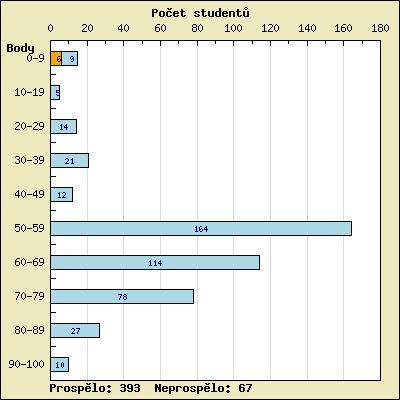 Počet studentů
0 20 40 60 80 100 120 140 160 180
Body
0-9 6 9
10-19 5
20-29 14
30-39 21
40-49 12
50-59 164
60-69 114
70-79 78
80-89 27
90-100 10
Prospělo: 393 Neprospělo: 67